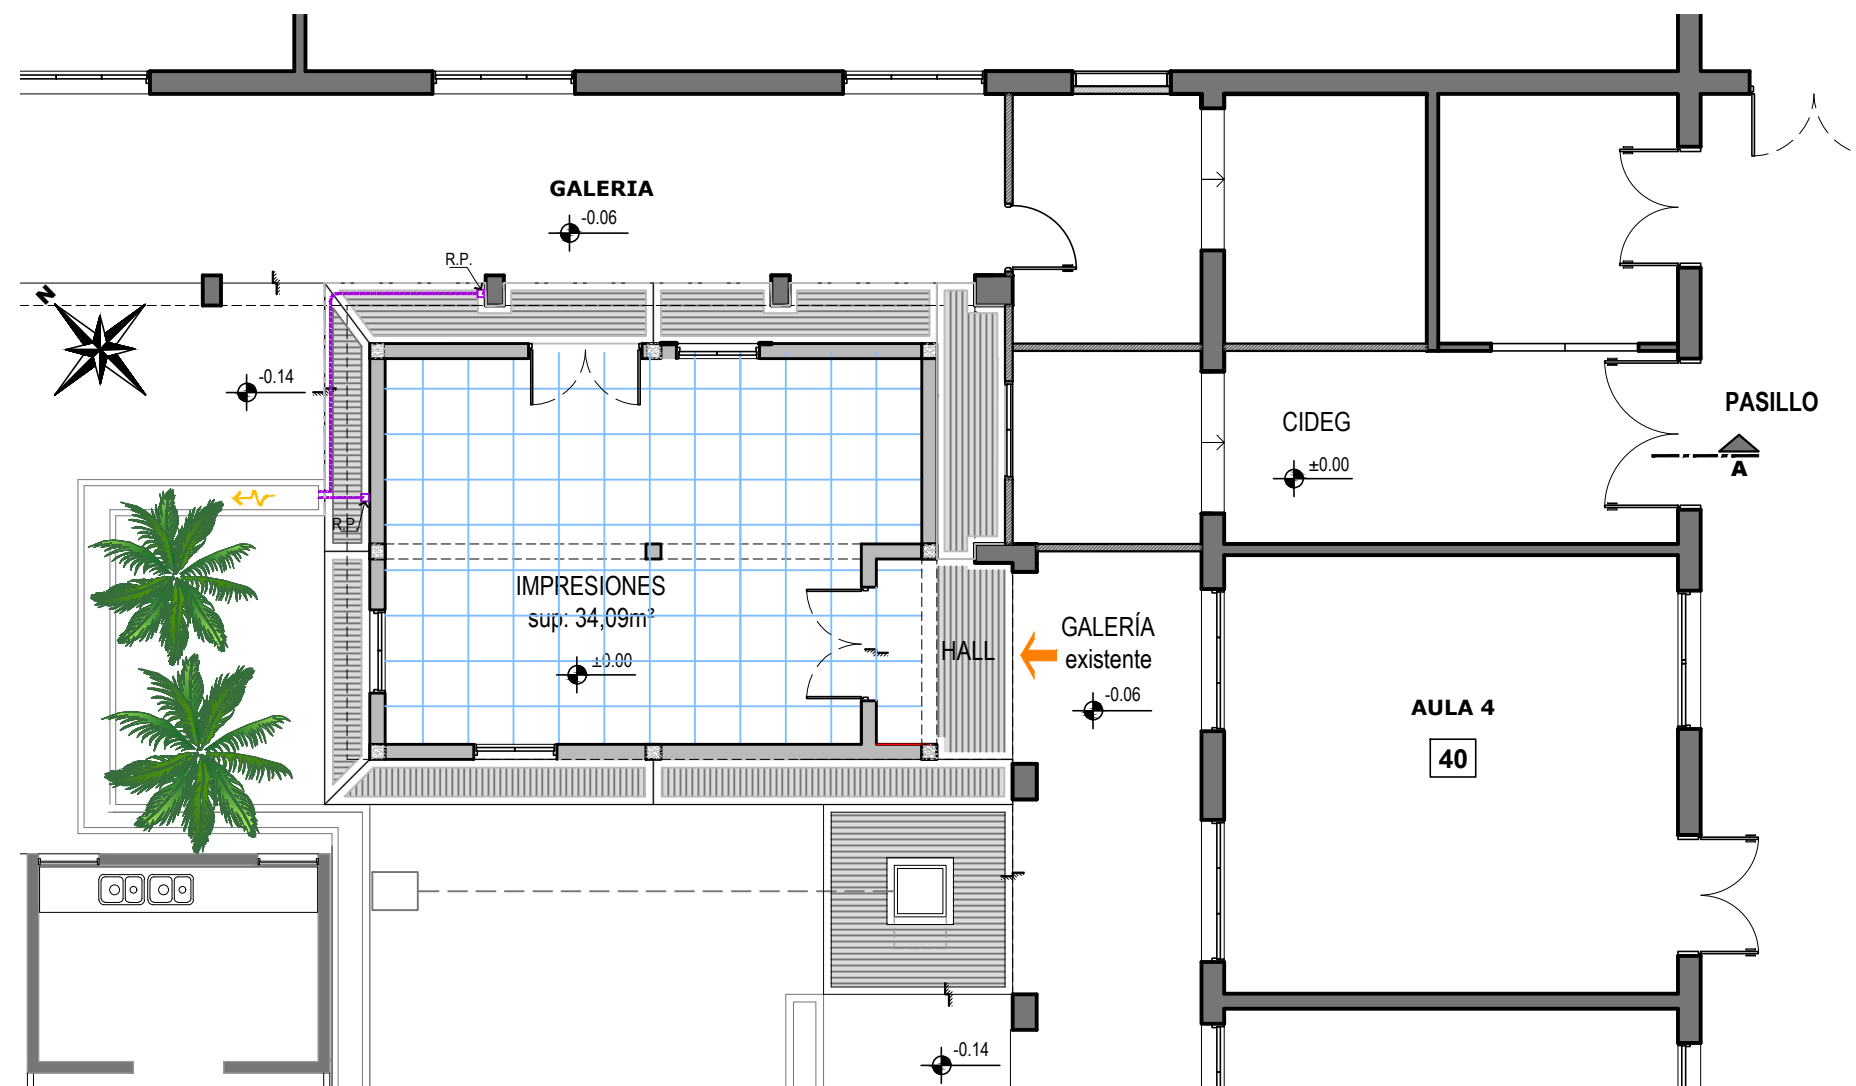 GALERIA
-0.06
R.P.
N
-0.14
R.P.
PASILLO
A
CIDEG
±0.00
IMPRESIONES
sup: 34,09m²
±0.00
HALL
GALERÍA
existente
-0.06
AULA 4
40
-0.14